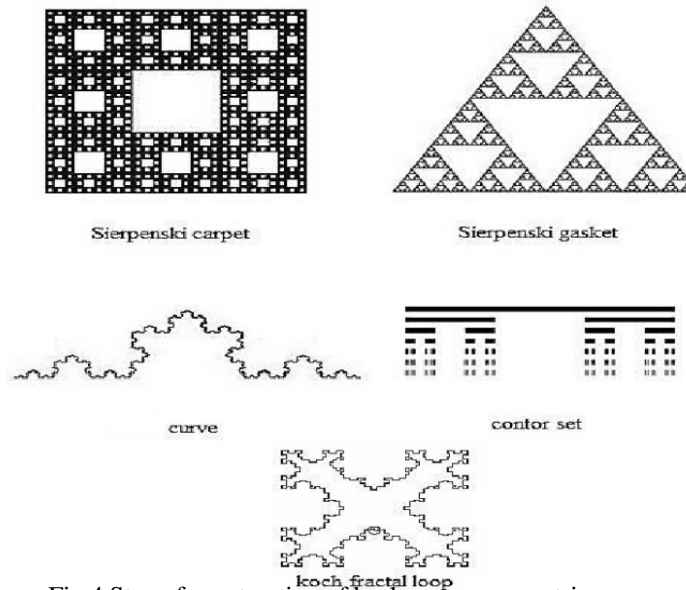 Sierpenski carpet
Sierpenski gasket
curve
contor set
koch fractal loop